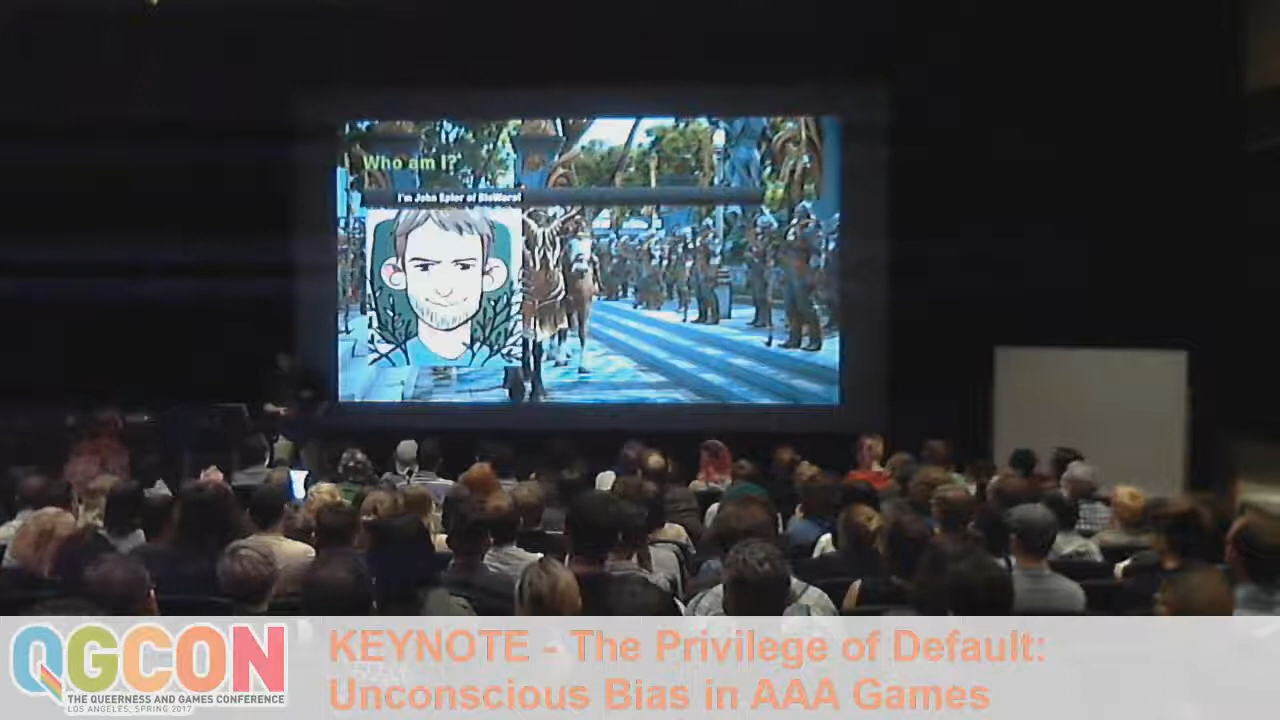 Who am I?
I'm John Epler of BioWare!
QGCON
THE QUEERNESS AND GAMES CONFERENCE
LOS ANGELES, SPRING 2017
KEYNOTE - The Privilege of Default:
Unconscious Bias in AAA Games